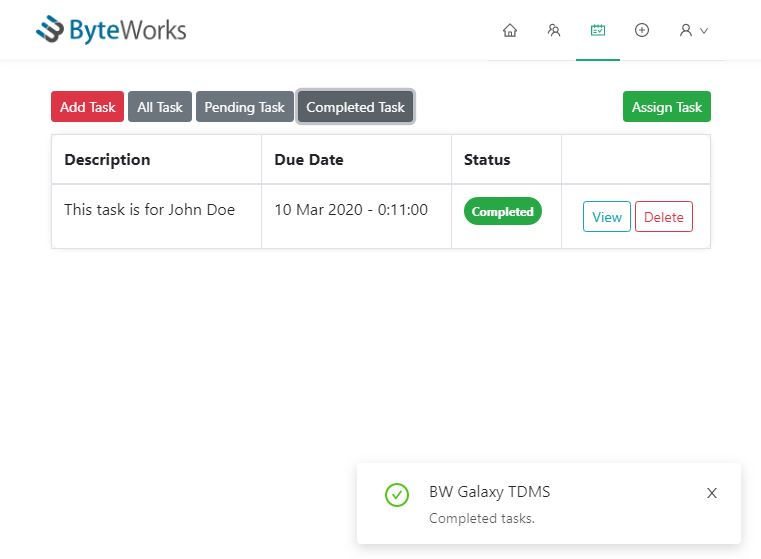 ByteWorks
Add Task All Task Pending Task Completed Task Assign Task
Description Due Date Status
This task is for John Doe 10 Mar 2020 - 0:11:00 Completed View Delete
BW Galaxy TDMS
Completed tasks.